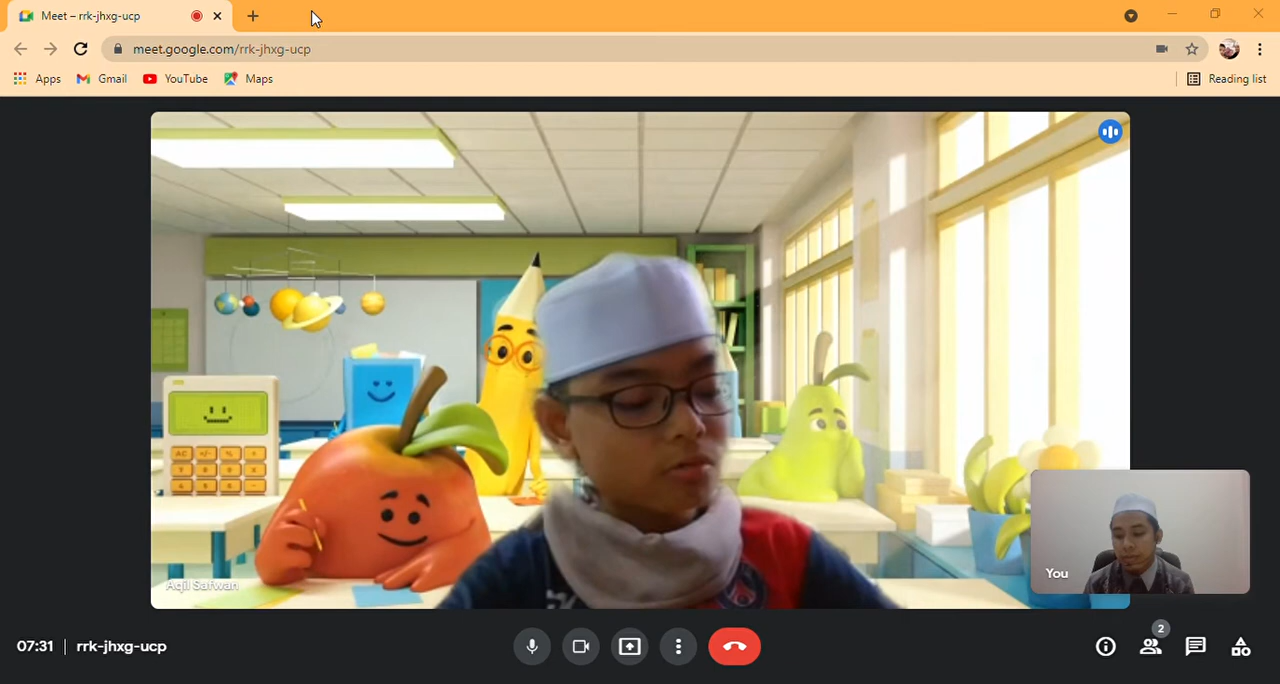 Meet – rrk-jhxg-ucp
meet.google.com/rrk-jhxg-ucp
Apps Gmail YouTube Maps Reading list
AC +/- %
Aqil Safwan
You
07:31 | rrk-jhxg-ucp
2